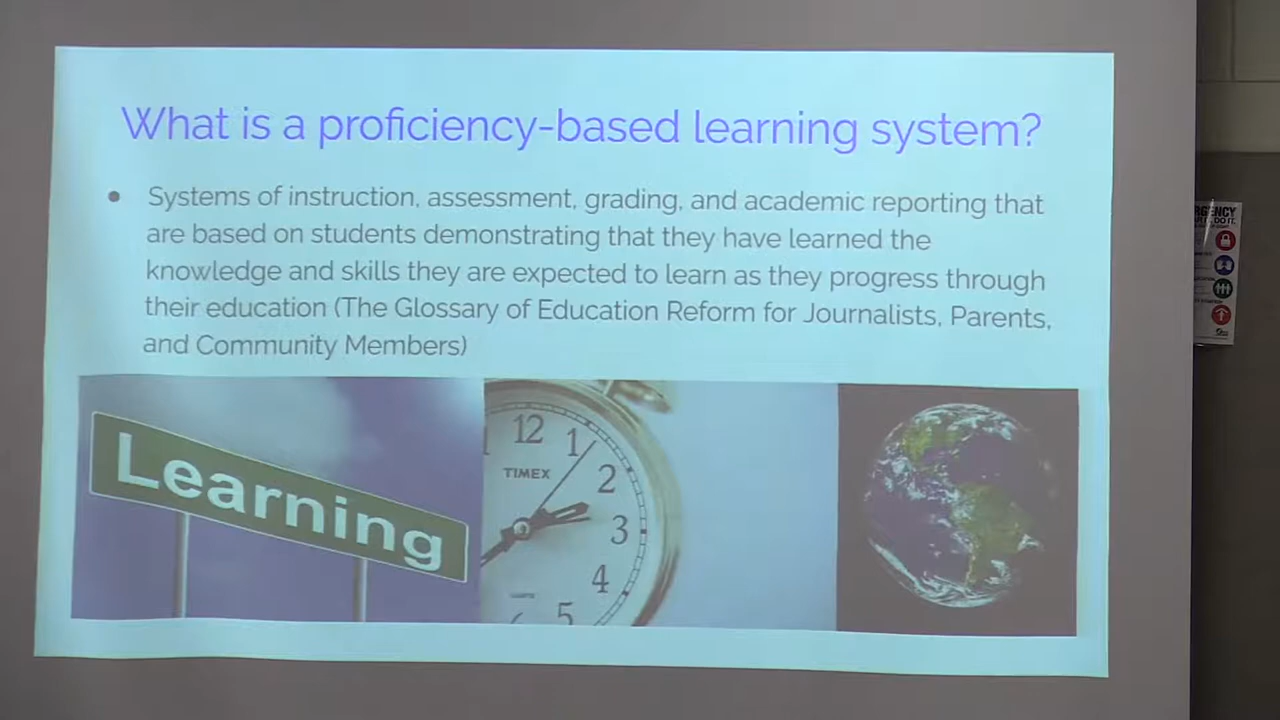 What is a proficiency-based learning system?
• Systems of instruction, assessment, grading, and academic reporting that
are based on students demonstrating that they have learned the
knowledge and skills they are expected to learn as they progress through
their education (The Glossary of Education Reform for Journalists, Parents,
and Community Members)
Learning
12
1
TIMEX
2
3
4
5
RGENCY
DO IT.